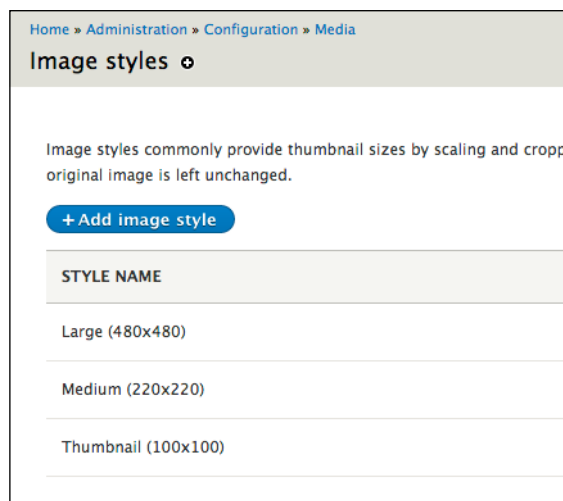 Home » Administration » Configuration » Media
Image styles
Image styles commonly provide thumbnail sizes by scaling and cropp
original image is left unchanged.
+ Add image style
STYLE NAME
Large (480x480)
Medium (220x220)
Thumbnail (100x100)